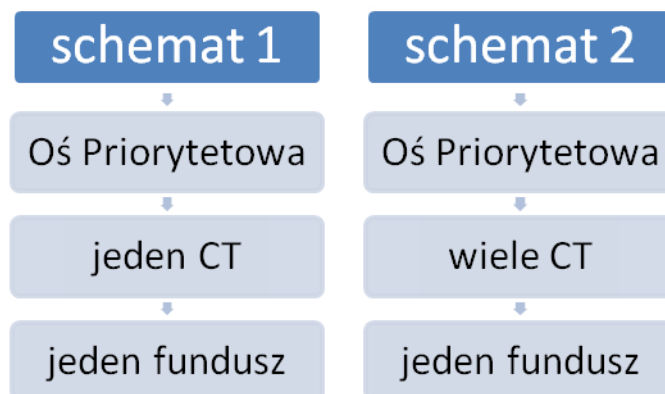 schemat 1
Oś Priorytetowa
jeden CT
jeden fundusz
schemat 2
Oś Priorytetowa
wiele CT
jeden fundusz